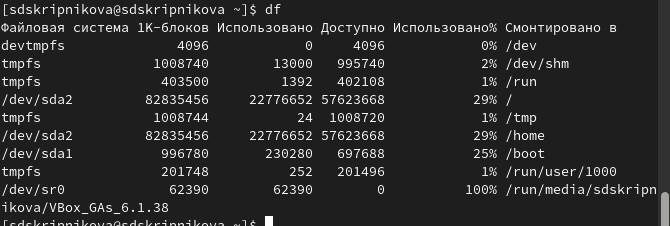 [sdskripnikova@sdskripnikova ~]$ df
Файловая система 1K-блоков Использовано Доступно Использовано% Смонтировано в
devtmpfs 4096 0 4096 0% /dev
tmpfs 1008740 13000 995740 2% /dev/shm
tmpfs 403500 1392 402108 1% /run
/dev/sda2 82835456 22776652 57623668 29% /
tmpfs 1008744 24 1008720 1% /tmp
/dev/sda2 82835456 22776652 57623668 29% /home
/dev/sda1 996780 230280 697688 25% /boot
tmpfs 201748 252 201496 1% /run/user/1000
/dev/sr0 62390 62390 0 100% /run/media/sdskripn
ikova/VBox_GAs_6.1.38
[sdskripnikova@sdskripnikova ~]$